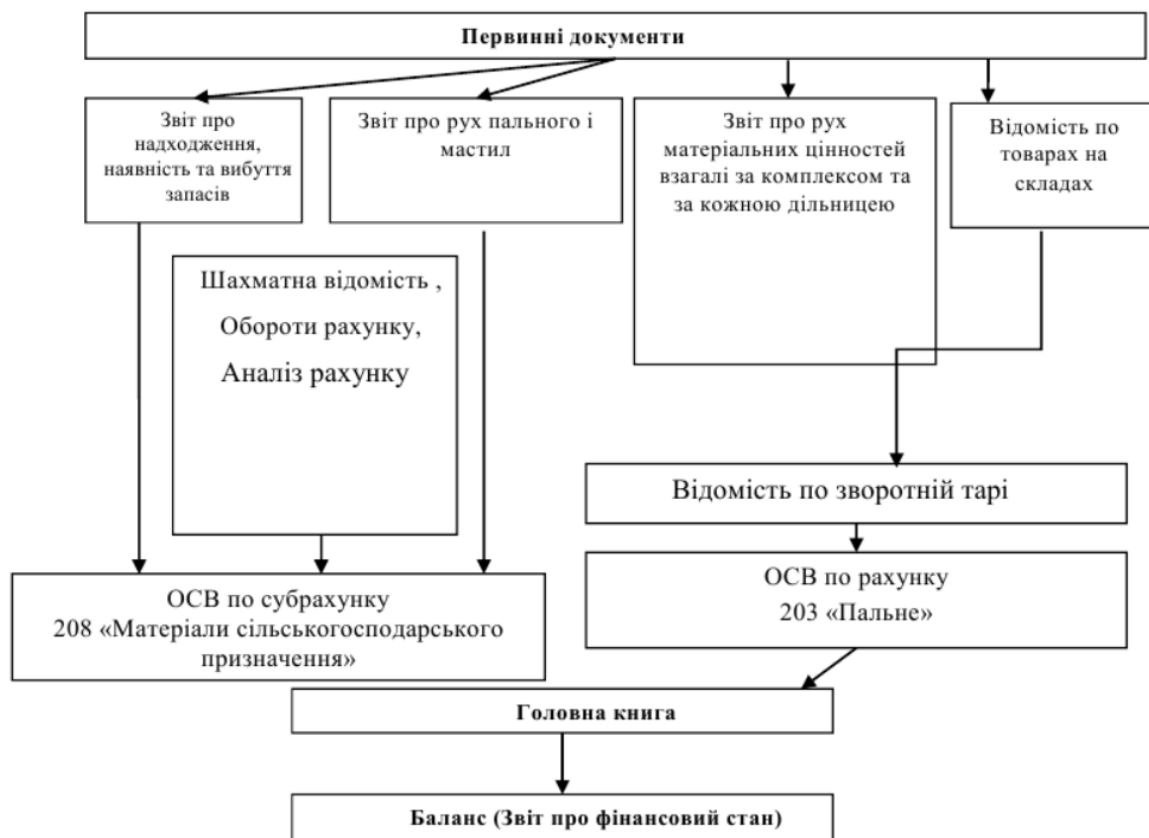 Первинні документи
Звіт про
надходження,
наявність та вибуття
запасів
Звіт про рух пального і
мастил
Звіт про рух
матеріальних цінностей
взагалі за комплексом та
за кожною дільницею
Відомість по
товарах на
складах
Шахматна відомість ,
Обороти рахунку,
Аналіз рахунку
Відомість по зворотній тарі
ОСВ по субрахунку
208 «Матеріали сільськогосподарського
призначення»
ОСВ по рахунку
203 «Пальне»
Головна книга
Баланс (Звіт про фінансовий стан)